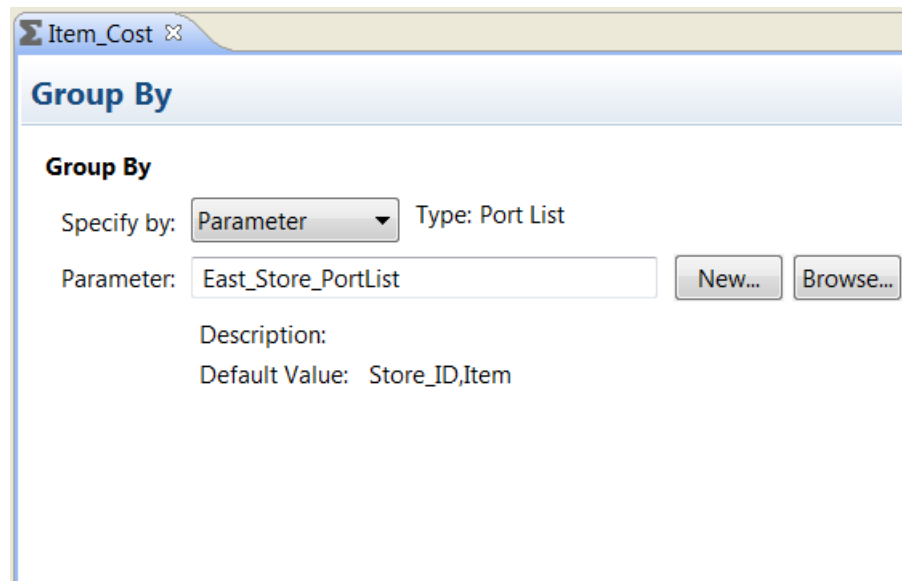 Item_Cost
Group By
Group By
Specify by: Parameter Type: Port List
Parameter: East_Store_PortList New... Browse...
Description:
Default Value: Store_ID,Item